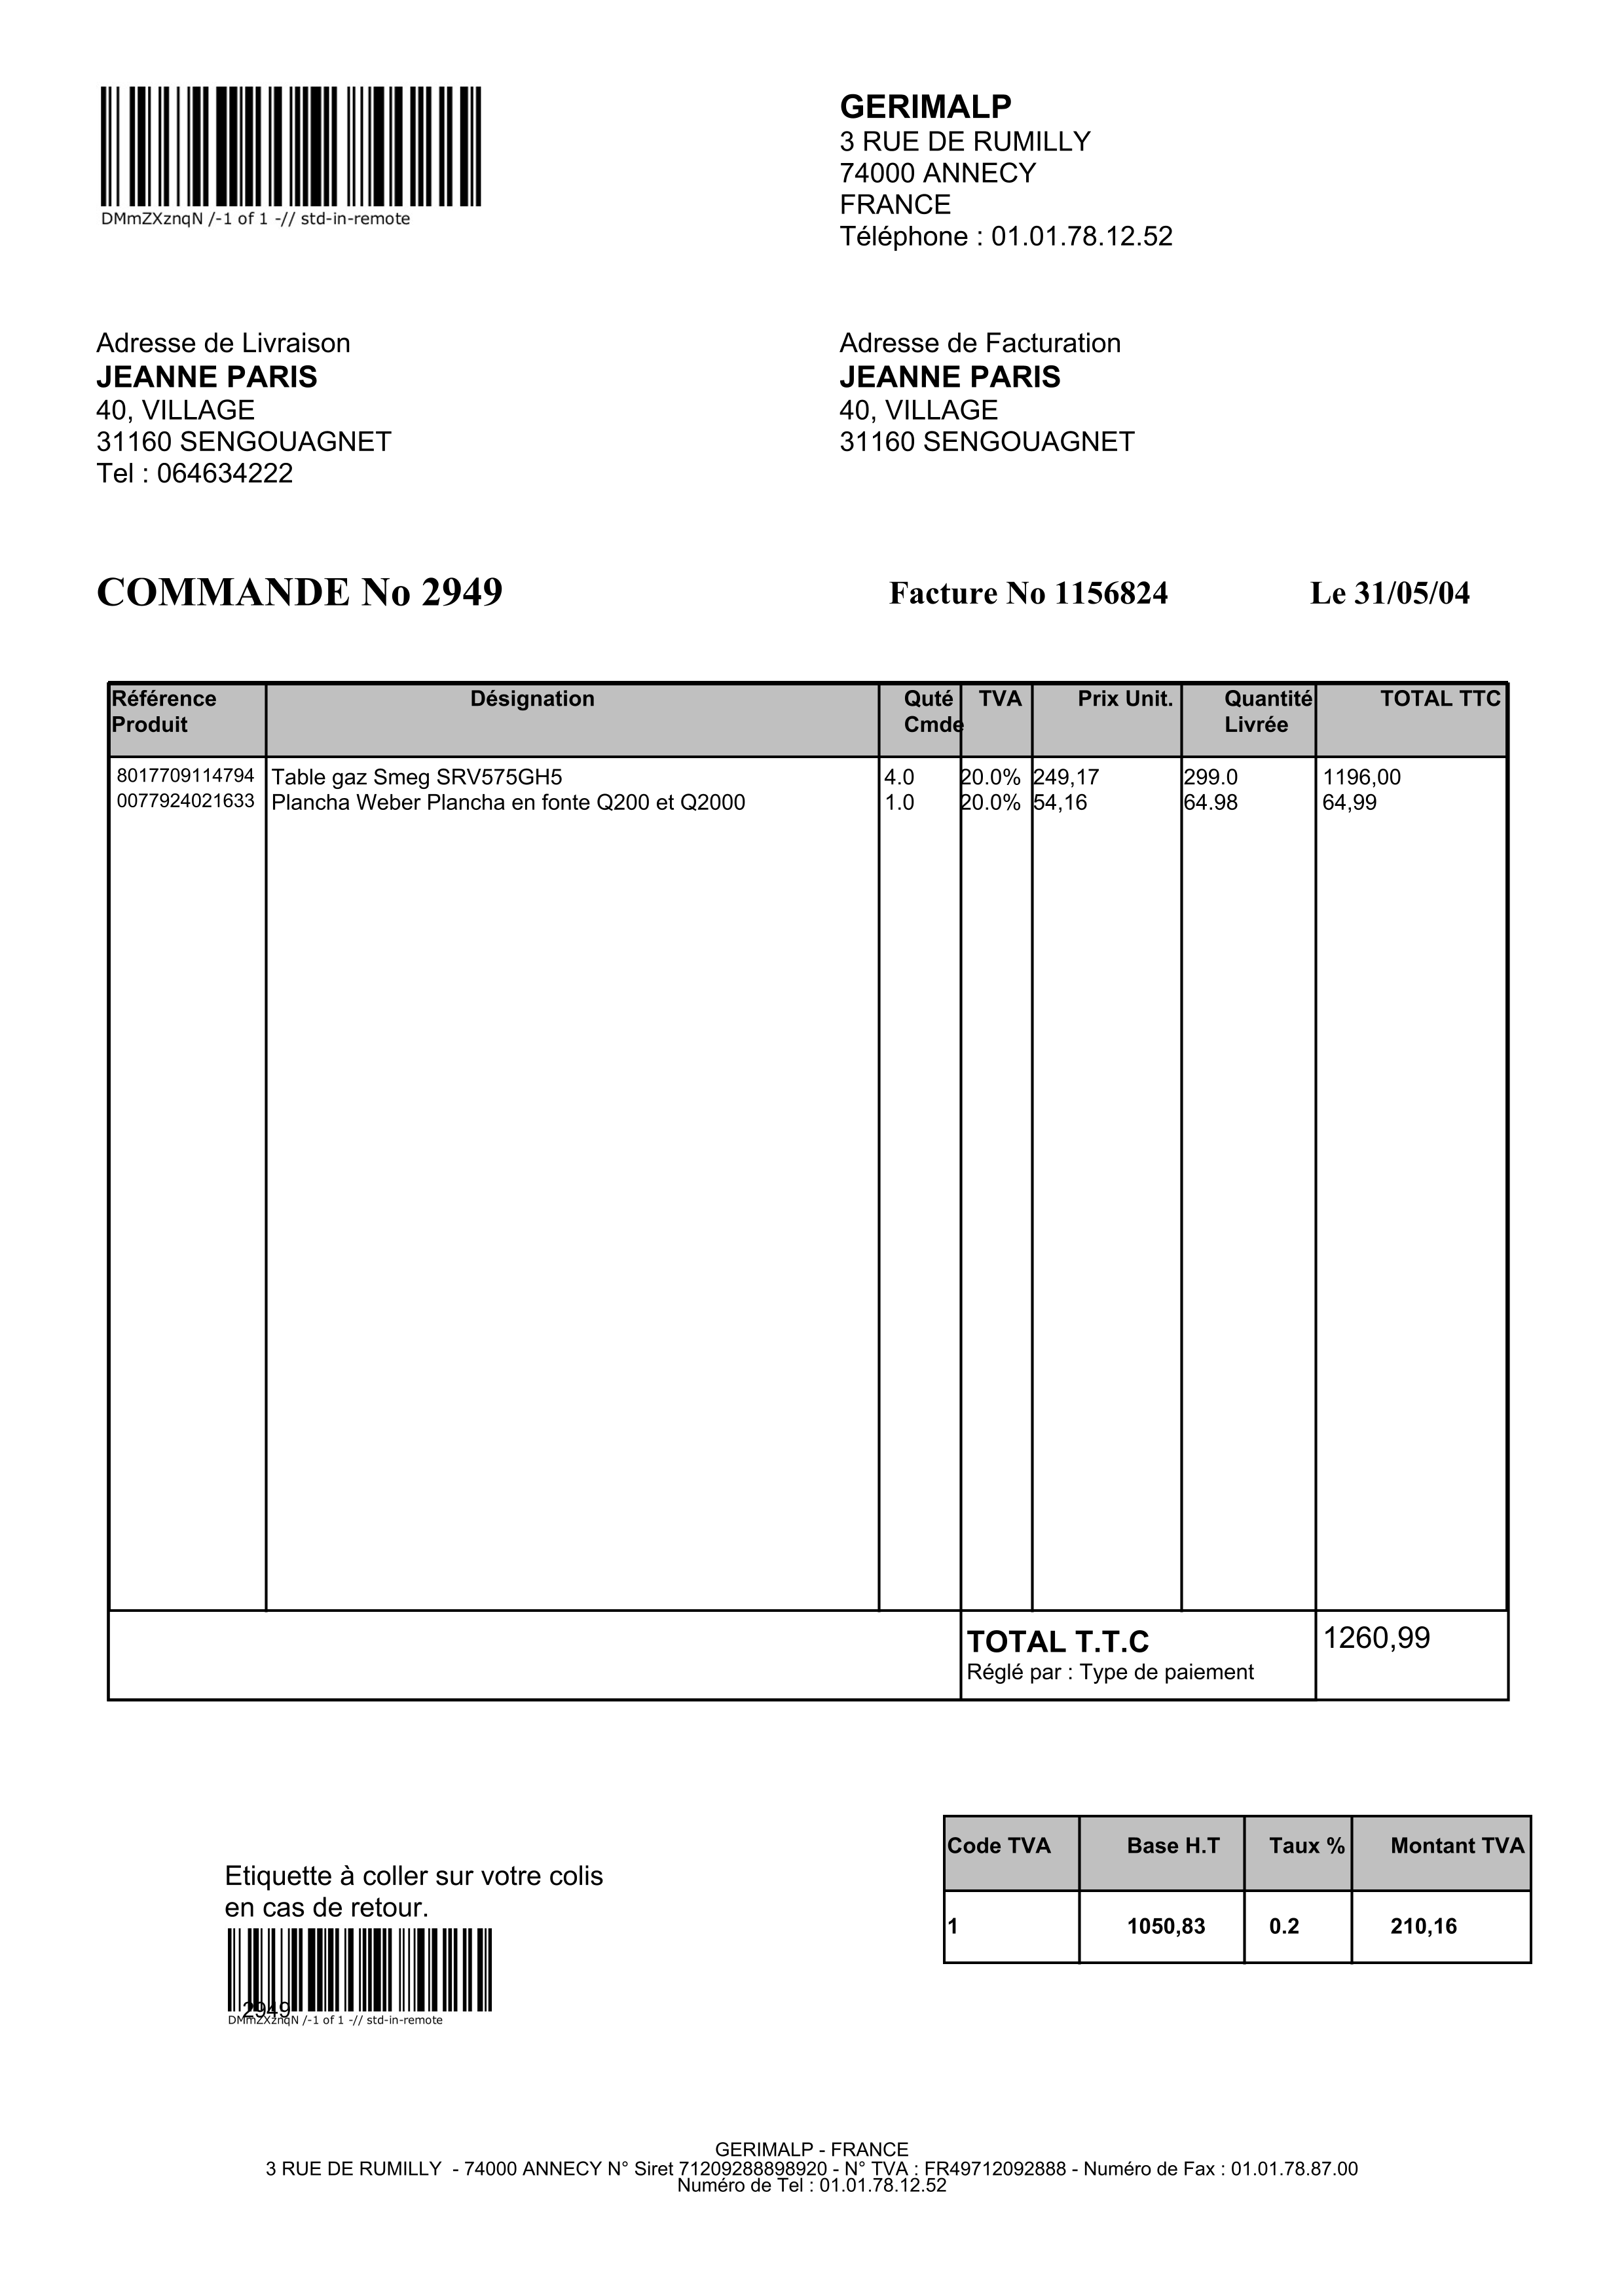 DMmZXznqN /-1 of 1 -// std-in-remote
GERIMALP
3 RUE DE RUMILLY
74000 ANNECY
FRANCE
Téléphone : 01.01.78.12.52
Adresse de Livraison
JEANNE PARIS
40, VILLAGE
31160 SENGOUAGNET
Tel : 064634222
Adresse de Facturation
JEANNE PARIS
40, VILLAGE
31160 SENGOUAGNET
COMMANDE No 2949 Facture No 1156824 Le 31/05/04
Référence Désignation Quté TVA Prix Unit. Quantité TOTAL TTC
Produit Cmde Livrée
8017709114794 Table gaz Smeg SRV575GH5 4.0 20.0% 249,17 299.0 1196,00
0077924021633 Plancha Weber Plancha en fonte Q200 et Q2000 1.0 20.0% 54,16 64.98 64,99
TOTAL T.T.C 1260,99
Réglé par : Type de paiement
Code TVA Base H.T Taux % Montant TVA
1 1050,83 0.2 210,16
Etiquette à coller sur votre colis
en cas de retour.
2949
DMmZXznqN /-1 of 1 -// std-in-remote
GERIMALP - FRANCE
3 RUE DE RUMILLY - 74000 ANNECY N° Siret 71209288898920 - N° TVA : FR49712092888 - Numéro de Fax : 01.01.78.87.00
Numéro de Tel : 01.01.78.12.52